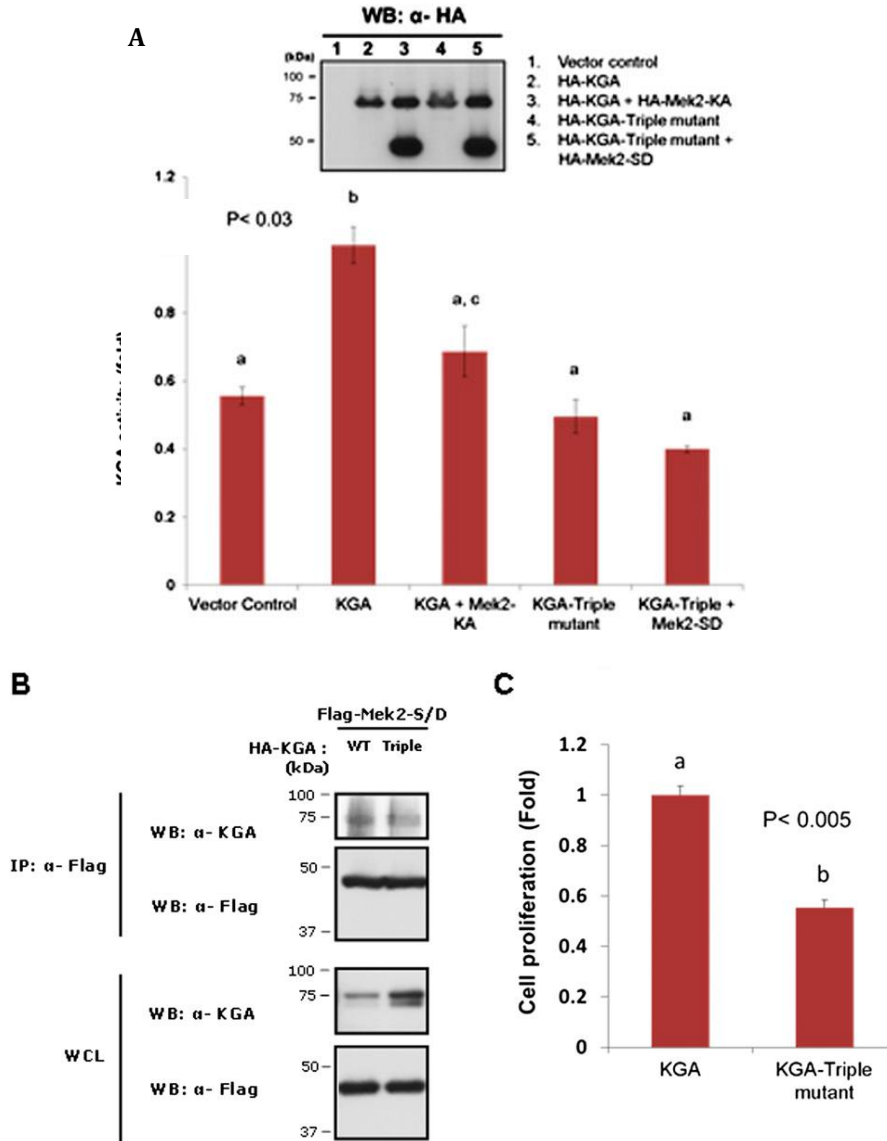 A
WB: α- HA
(kDa) 1 2 3 4 5
100 –
75 –
50 –
1. Vector control
2. HA-KGA
3. HA-KGA + HA-Mek2-KA
4. HA-KGA-Triple mutant
5. HA-KGA-Triple mutant +
HA-Mek2-SD
1.2
0.8
0.6
0.4
0.2
0
P< 0.03
a
b
a, c
a
a
Vector Control
KGA
KGA + Mek2-
KA
KGA-Triple
mutant
KGA-Triple +
Mek2-SD
B
Flag-Mek2-S/D
HA-KGA : WT Triple
(kDa)
100 –
75 –
WB: α- KGA
IP: α- Flag
50 –
WB: α- Flag
37 –
100 –
75 –
WB: α- KGA
WCL
50 –
WB: α- Flag
37 –
C
Cell proliferation (Fold)
1.2
1
0.8
0.6
0.4
0.2
0
a
P< 0.005
b
KGA
KGA-Triple
mutant